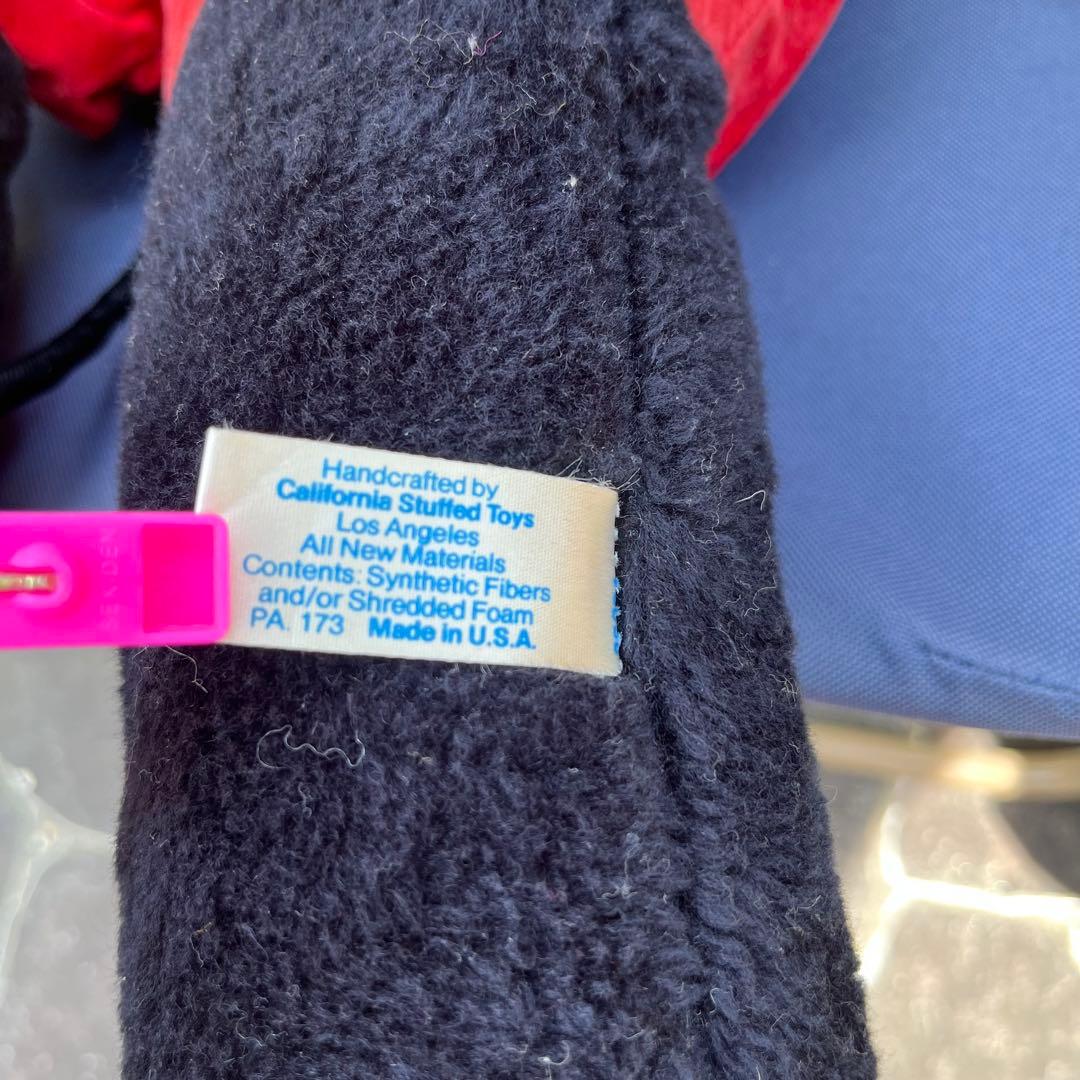 Handcrafted by
California Stuffed Toys
Los Angeles
All New Materials
Contents: Synthetic Fibers
and/or Shredded Foam
PA. 173 Made in U.S.A.